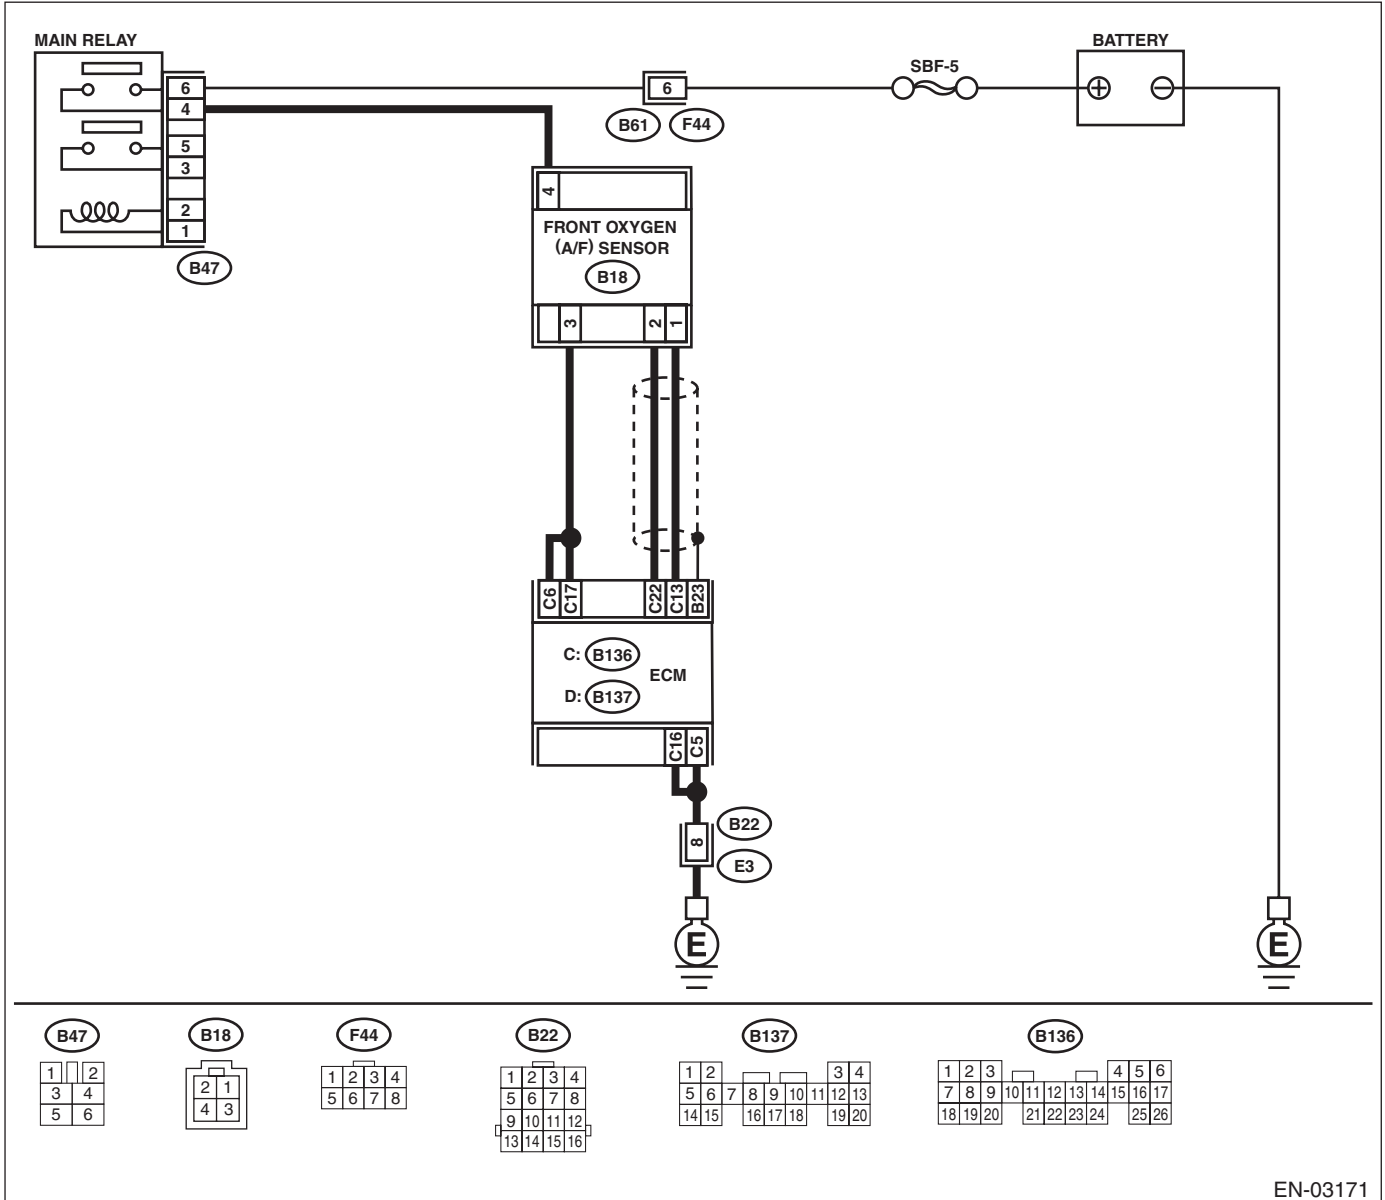 MAIN RELAY
BATTERY
SBF-5
6
4
5
3
2
1
B47
6
B61 F44
+ −
4
FRONT OXYGEN
(A/F) SENSOR
B18
3 2 1
C6 C17 C22 C13 B23
C: B136
ECM
D: B137
C16 C5
B22
8
E3
E
E
B47
1 2
3 4
5 6
B18
2 1
4 3
F44
1 2 3 4
5 6 7 8
B22
1 2 3 4
5 6 7 8
9 10 11 12
13 14 15 16
B137
1 2 3 4
5 6 7 8 9 10 11 12 13
14 15 16 17 18 19 20
B136
1 2 3 4 5 6
7 8 9 10 11 12 13 14 15 16 17
18 19 20 21 22 23 24 25 26
EN-03171